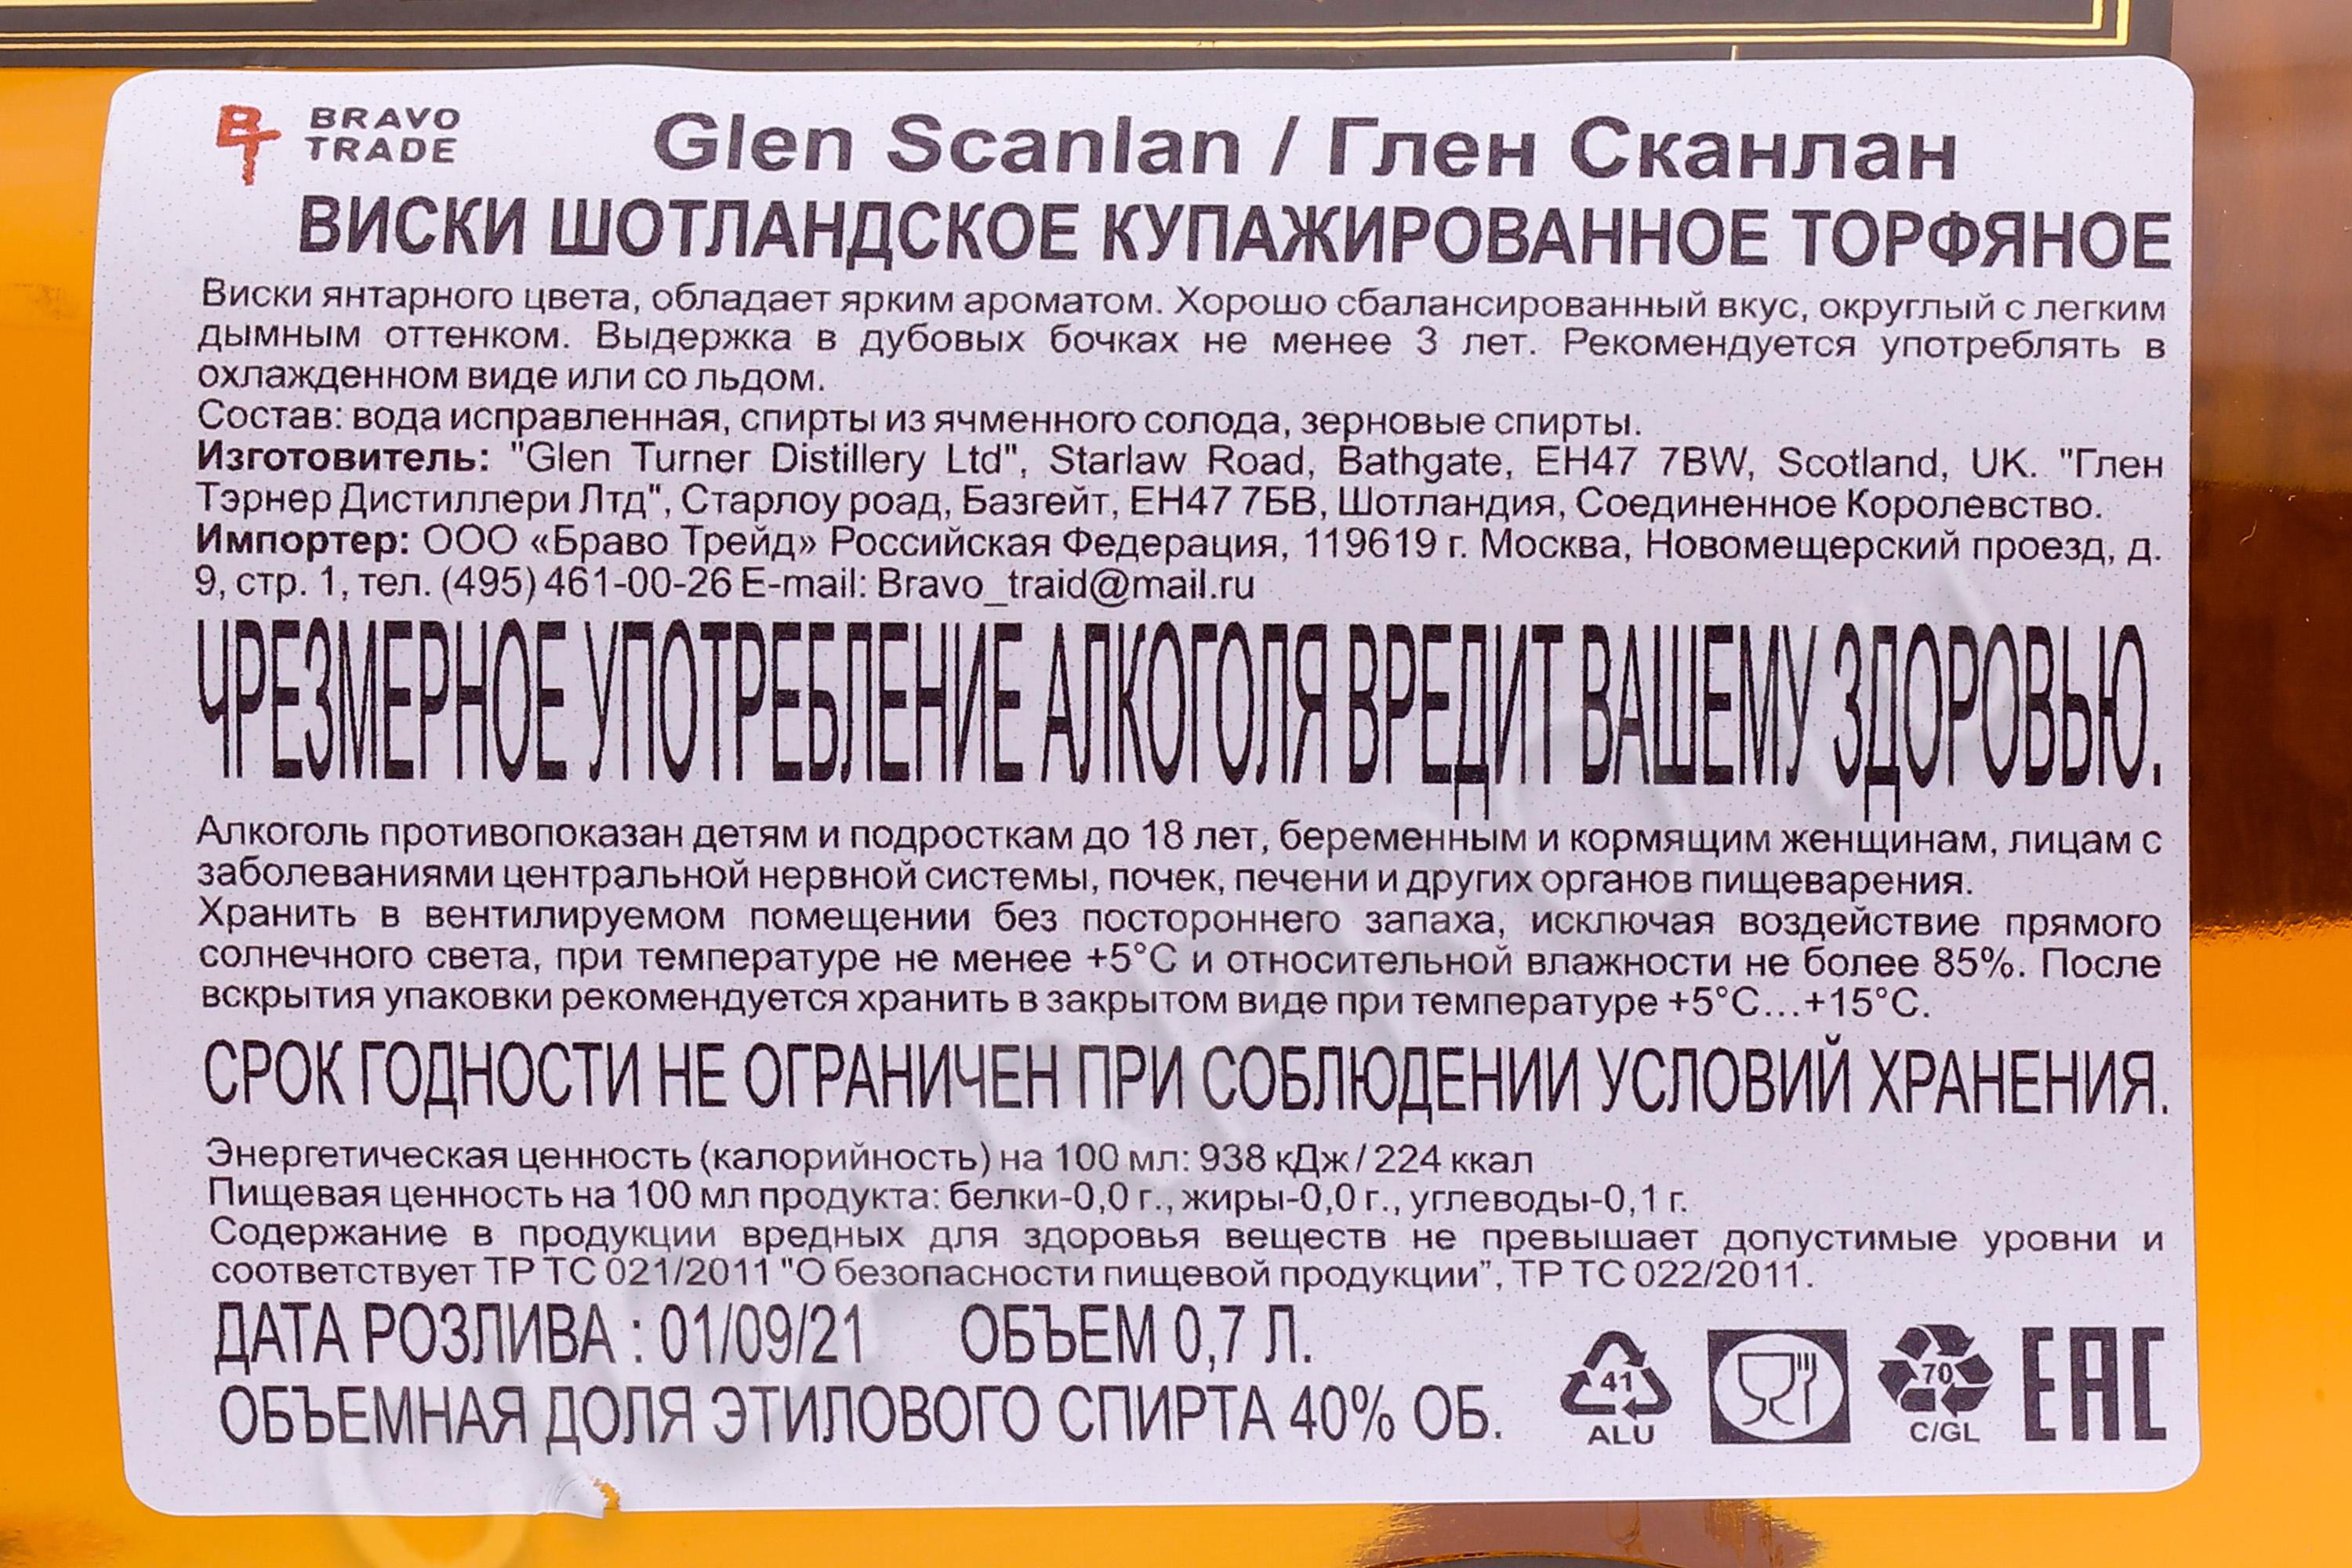 BRAVO
TRADE
Glen Scanlan / Глен Сканлан
ВИСКИ ШОТЛАНДСКОЕ КУПАЖИРОВАННОЕ ТОРФЯНОЕ
Виски янтарного цвета, обладает ярким ароматом. Хорошо сбалансированный вкус, округлый с легким
дымным оттенком. Выдержка в дубовых бочках не менее 3 лет. Рекомендуется употреблять в
охлажденном виде или со льдом.
Состав: вода исправленная, спирты из ячменного солода, зерновые спирты.
Изготовитель: "Glen Turner Distillery Ltd", Starlaw Road, Bathgate, EH47 7BW, Scotland, UK. "Глен
Тэрнер Дистиллери Лтд", Старлоу роад, Базгейт, ЕН47 7БВ, Шотландия, Соединенное Королевство.
Импортер: ООО «Браво Трейд» Российская Федерация, 119619 г. Москва, Новомещерский проезд, д.
9, стр. 1, тел. (495) 461-00-26 E-mail: Bravo_traid@mail.ru
ЧРЕЗМЕРНОЕ УПОТРЕБЛЕНИЕ АЛКОГОЛЯ ВРЕДИТ ВАШЕМУ ЗДОРОВЬЮ.
Алкоголь противопоказан детям и подросткам до 18 лет, беременным и кормящим женщинам, лицам с
заболеваниями центральной нервной системы, почек, печени и других органов пищеварения.
Хранить в вентилируемом помещении без постороннего запаха, исключая воздействие прямого
солнечного света, при температуре не менее +5°С и относительной влажности не более 85%. После
вскрытия упаковки рекомендуется хранить в закрытом виде при температуре +5°С...+15°С.
СРОК ГОДНОСТИ НЕ ОГРАНИЧЕН ПРИ СОБЛЮДЕНИИ УСЛОВИЙ ХРАНЕНИЯ.
Энергетическая ценность (калорийность) на 100 мл: 938 кДж / 224 ккал
Пищевая ценность на 100 мл продукта: белки-0,0 г., жиры-0,0 г., углеводы-0,1 г.
Содержание в продукции вредных для здоровья веществ не превышает допустимые уровни и
соответствует ТР ТС 021/2011 "О безопасности пищевой продукции", ТР ТС 022/2011.
ДАТА РОЗЛИВА : 01/09/21 ОБЪЕМ 0,7 Л.
ОБЪЕМНАЯ ДОЛЯ ЭТИЛОВОГО СПИРТА 40% ОБ.
41
ALU
70
C/GL
EAC